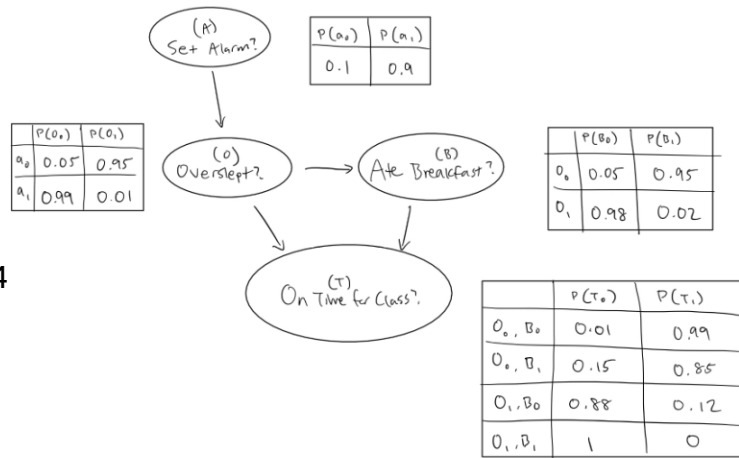 (A)
Set Alarm?
P(a₀) P(a₁)
0.1 0.9
P(O₀) P(O₁)
a₀ 0.05 0.95
a₁ 0.99 0.01
(O)
Overslept?
(B)
Ate Breakfast?
P(B₀) P(B₁)
O₀ 0.05 0.95
O₁ 0.98 0.02
4
(T)
On Time for Class?
P(T₀) P(T₁)
O₀, B₀ 0.01 0.99
O₀, B₁ 0.15 0.85
O₁, B₀ 0.88 0.12
O₁, B₁ 1 0